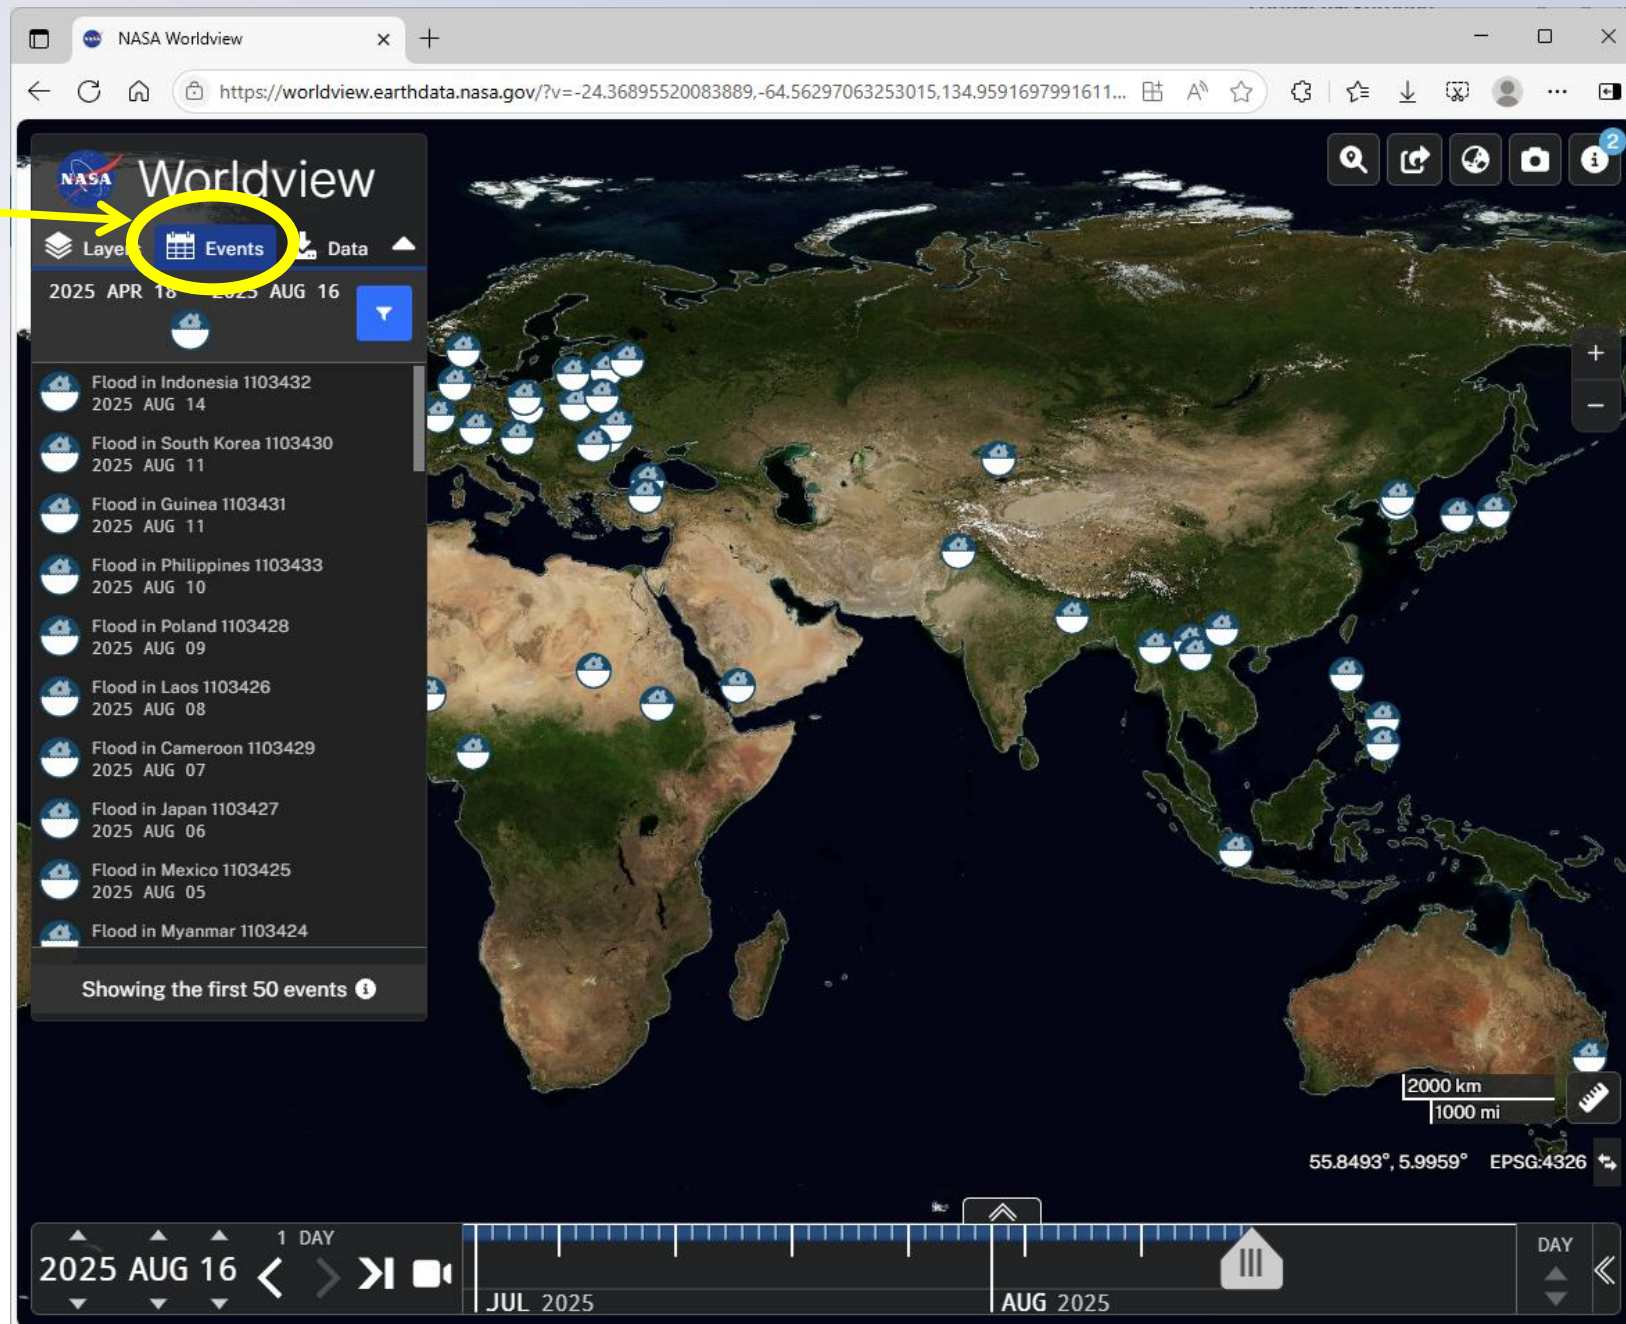 NASA Worldview
https://worldview.earthdata.nasa.gov/?v=-24.36895520083889,-64.56297063253015,134.9591697991611...
2
NASA Worldview
Layer Events Data
2025 APR 18 2025 AUG 16
Flood in Indonesia 1103432
2025 AUG 14
Flood in South Korea 1103430
2025 AUG 11
Flood in Guinea 1103431
2025 AUG 11
Flood in Philippines 1103433
2025 AUG 10
Flood in Poland 1103428
2025 AUG 09
Flood in Laos 1103426
2025 AUG 08
Flood in Cameroon 1103429
2025 AUG 07
Flood in Japan 1103427
2025 AUG 06
Flood in Mexico 1103425
2025 AUG 05
Flood in Myanmar 1103424
Showing the first 50 events
2000 km
1000 mi
55.8493°, 5.9959° EPSG:4326
1 DAY
2025 AUG 16
JUL 2025
AUG 2025
DAY